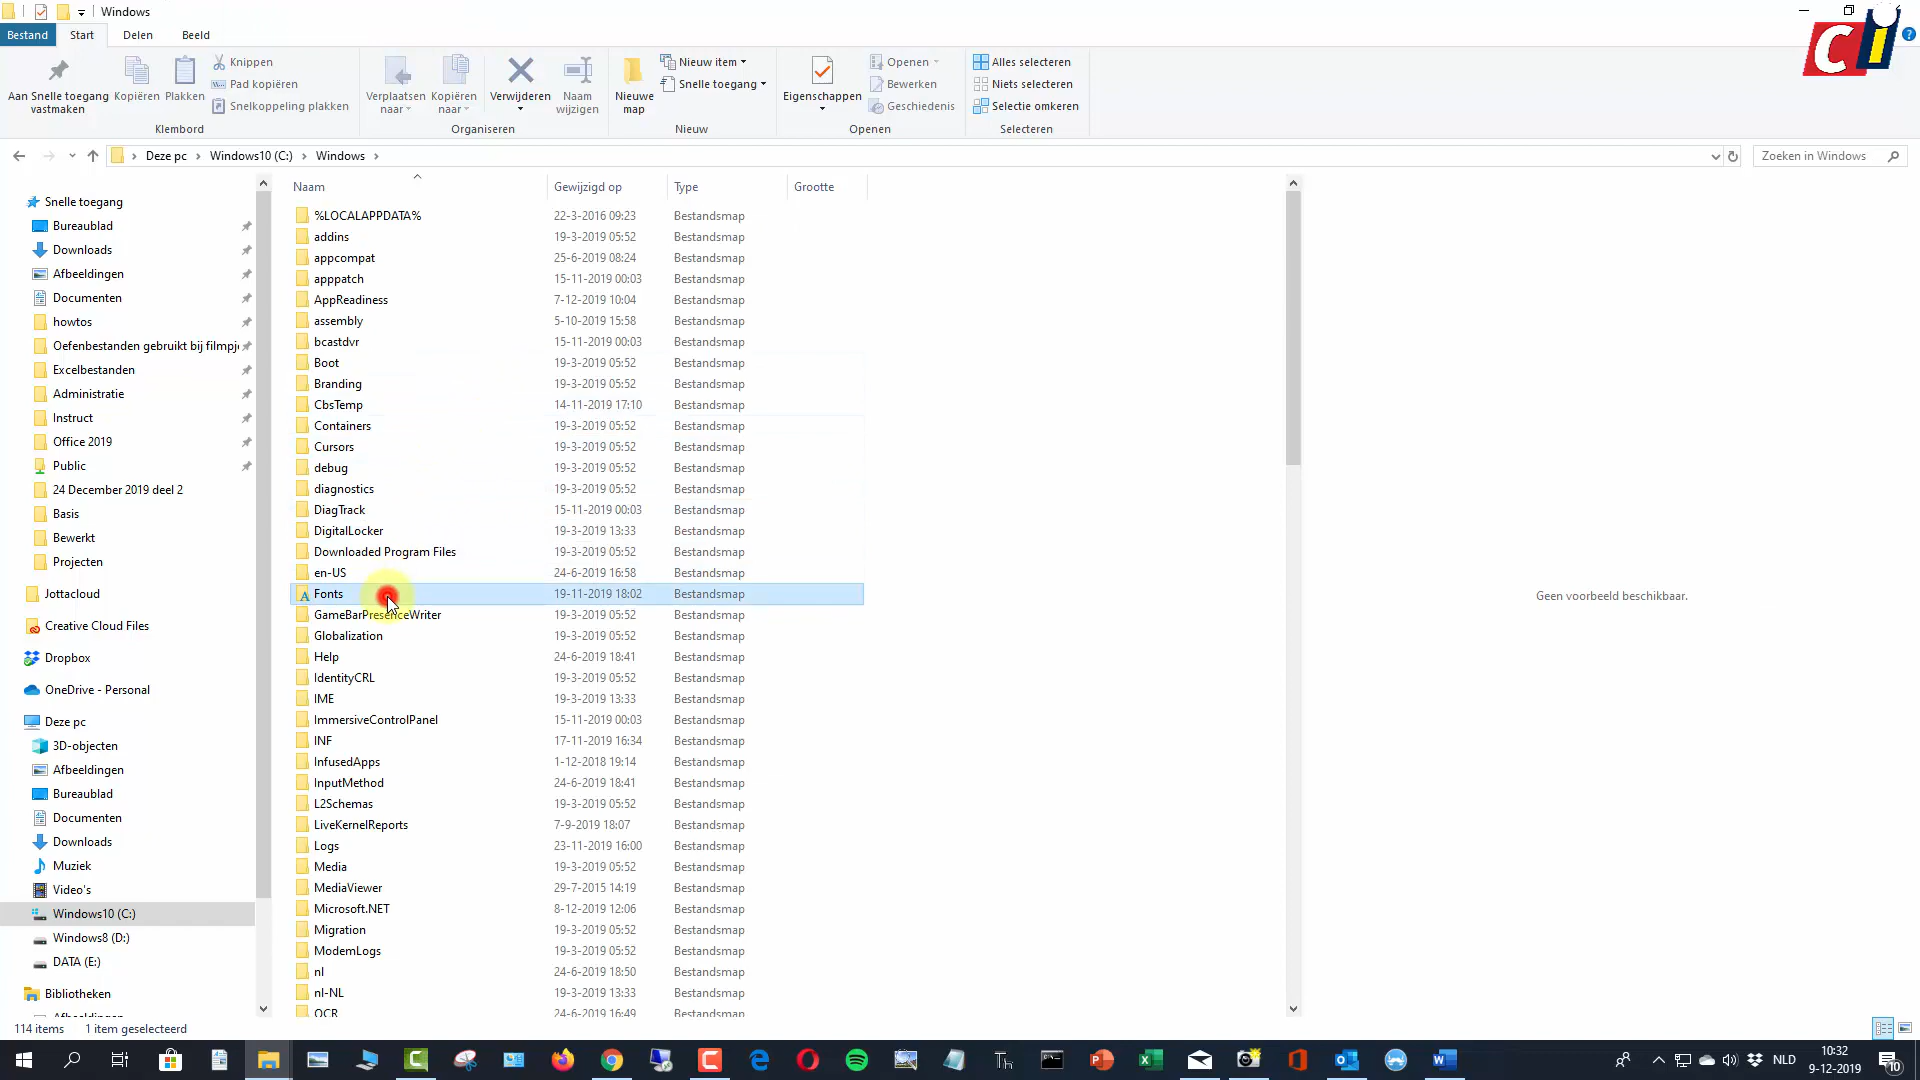 Windows
Bestand Start Delen Beeld
Aan Snelle toegang vastmaken
Kopiëren
Plakken
Knippen
Pad kopiëren
Snelkoppeling plakken
Klembord
Verplaatsen naar
Kopiëren naar
Verwijderen
Naam wijzigen
Organiseren
Nieuwe map
Nieuw item
Snelle toegang
Nieuw
Eigenschappen
Openen
Bewerken
Geschiedenis
Openen
Alles selecteren
Niets selecteren
Selectie omkeren
Selecteren
Ci
Deze pc > Windows10 (C:) > Windows >
Zoeken in Windows
Snelle toegang
Bureaublad
Downloads
Afbeeldingen
Documenten
howtos
Oefenbestanden gebruikt bij filmpj
Excelbestanden
Administratie
Instruct
Office 2019
Public
24 December 2019 deel 2
Basis
Bewerkt
Projecten
Jottacloud
Creative Cloud Files
Dropbox
OneDrive - Personal
Deze pc
3D-objecten
Afbeeldingen
Bureaublad
Documenten
Downloads
Muziek
Video's
Windows10 (C:)
Windows8 (D:)
DATA (E:)
Bibliotheken
Afbeeldingen
Naam Gewijzigd op Type Grootte
%LOCALAPPDATA% 22-3-2016 09:23 Bestandsmap
addins 19-3-2019 05:52 Bestandsmap
appcompat 25-6-2019 08:24 Bestandsmap
apppatch 15-11-2019 00:03 Bestandsmap
AppReadiness 7-12-2019 10:04 Bestandsmap
assembly 5-10-2019 15:58 Bestandsmap
bcastdvr 15-11-2019 00:03 Bestandsmap
Boot 19-3-2019 05:52 Bestandsmap
Branding 19-3-2019 05:52 Bestandsmap
CbsTemp 14-11-2019 17:10 Bestandsmap
Containers 19-3-2019 05:52 Bestandsmap
Cursors 19-3-2019 05:52 Bestandsmap
debug 19-3-2019 05:52 Bestandsmap
diagnostics 19-3-2019 05:52 Bestandsmap
DiagTrack 15-11-2019 00:03 Bestandsmap
DigitalLocker 19-3-2019 13:33 Bestandsmap
Downloaded Program Files 19-3-2019 05:52 Bestandsmap
en-US 24-6-2019 16:58 Bestandsmap
Fonts 19-11-2019 18:02 Bestandsmap
GameBarPresenceWriter 19-3-2019 05:52 Bestandsmap
Globalization 19-3-2019 05:52 Bestandsmap
Help 24-6-2019 18:41 Bestandsmap
IdentityCRL 19-3-2019 05:52 Bestandsmap
IME 19-3-2019 13:33 Bestandsmap
ImmersiveControlPanel 15-11-2019 00:03 Bestandsmap
INF 17-11-2019 16:34 Bestandsmap
InfusedApps 1-12-2018 19:14 Bestandsmap
InputMethod 24-6-2019 18:41 Bestandsmap
L2Schemas 19-3-2019 05:52 Bestandsmap
LiveKernelReports 7-9-2019 18:07 Bestandsmap
Logs 23-11-2019 16:00 Bestandsmap
Media 19-3-2019 05:52 Bestandsmap
MediaViewer 29-7-2015 14:19 Bestandsmap
Microsoft.NET 8-12-2019 12:06 Bestandsmap
Migration 19-3-2019 05:52 Bestandsmap
ModemLogs 19-3-2019 05:52 Bestandsmap
nl 24-6-2019 18:50 Bestandsmap
nl-NL 19-3-2019 13:33 Bestandsmap
OCR 24-6-2019 16:49 Bestandsmap
Geen voorbeeld beschikbaar.
114 items 1 item geselecteerd
NLD
10:32
9-12-2019
10